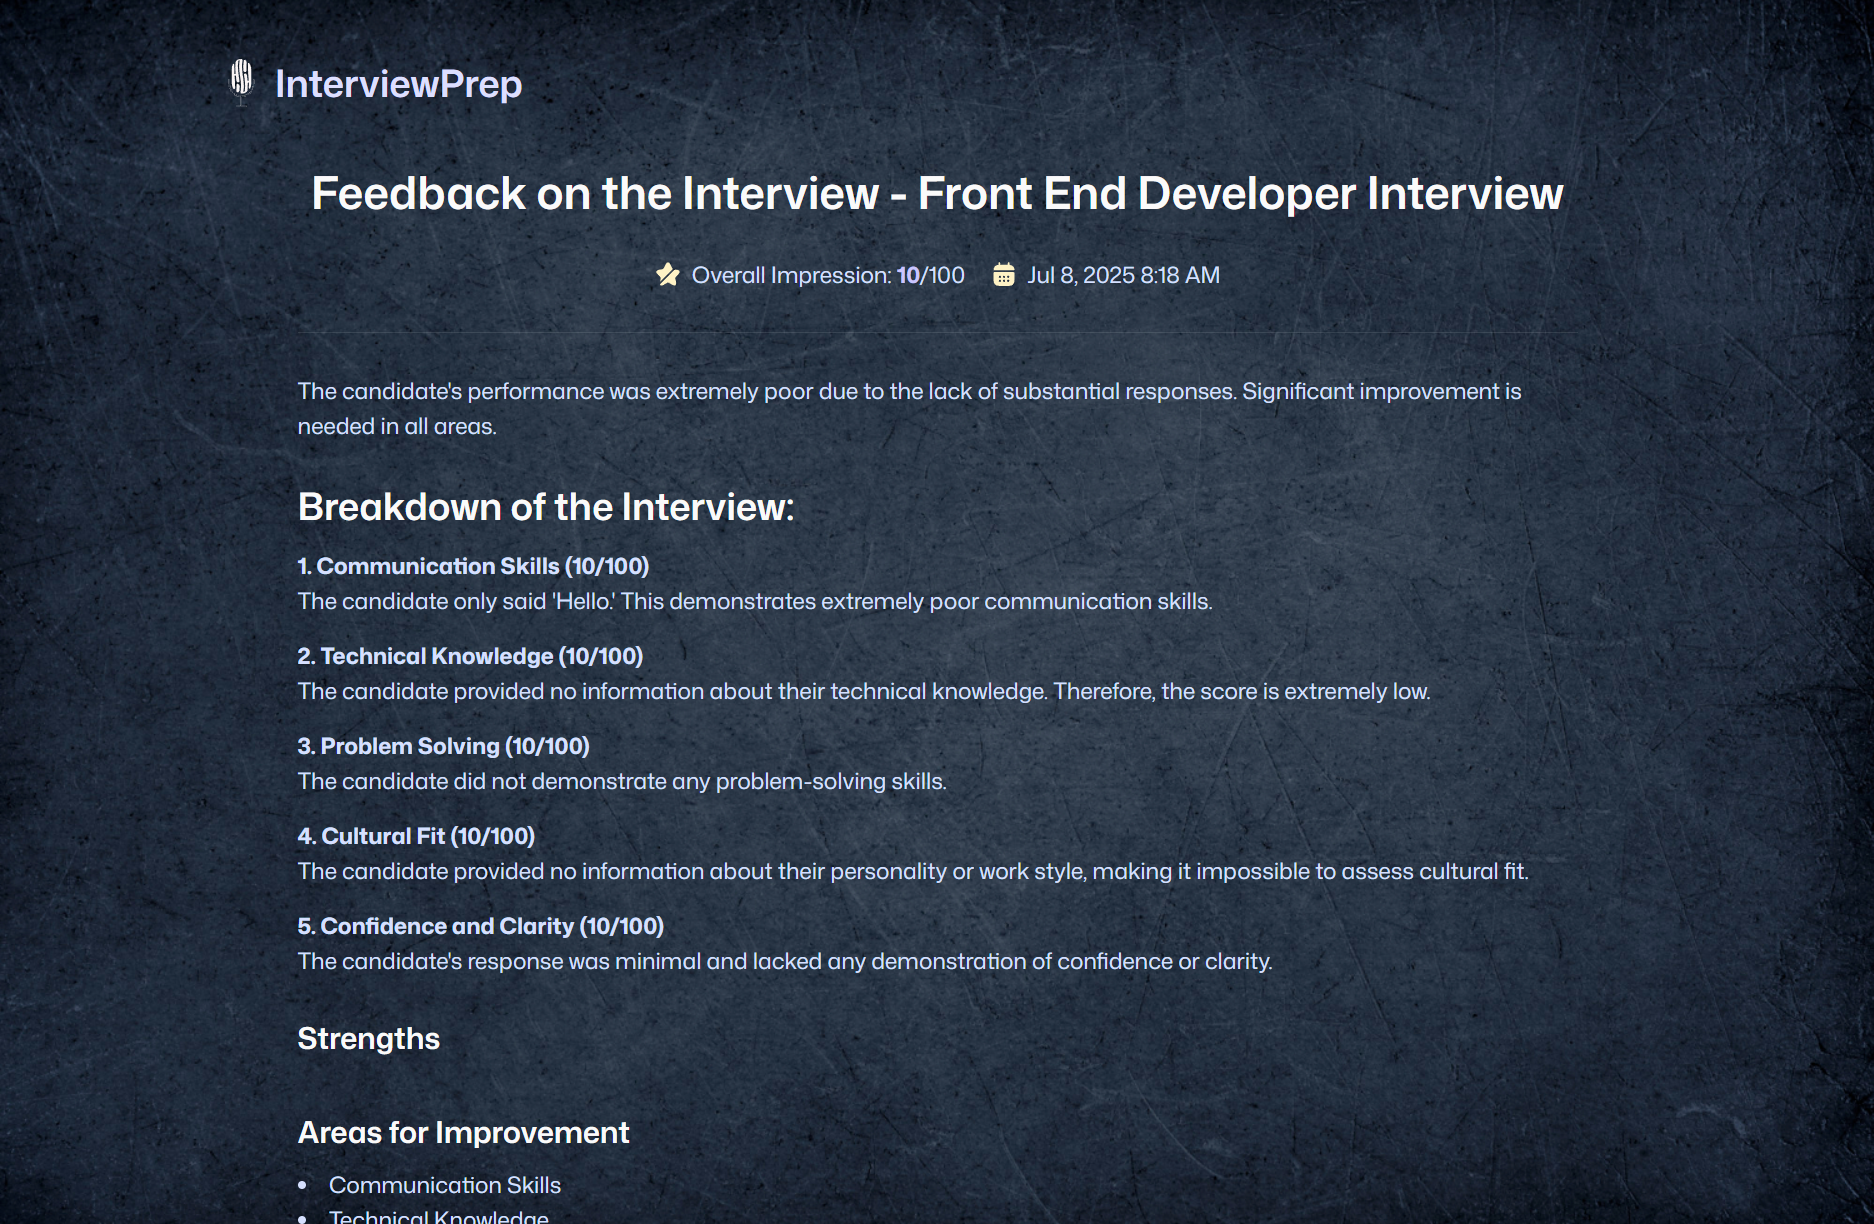 InterviewPrep
Feedback on the Interview - Front End Developer Interview
Overall Impression: 10/100 Jul 8, 2025 8:18 AM
The candidate's performance was extremely poor due to the lack of substantial responses. Significant improvement is
needed in all areas.
Breakdown of the Interview:
1. Communication Skills (10/100)
The candidate only said 'Hello.' This demonstrates extremely poor communication skills.
2. Technical Knowledge (10/100)
The candidate provided no information about their technical knowledge. Therefore, the score is extremely low.
3. Problem Solving (10/100)
The candidate did not demonstrate any problem-solving skills.
4. Cultural Fit (10/100)
The candidate provided no information about their personality or work style, making it impossible to assess cultural fit.
5. Confidence and Clarity (10/100)
The candidate's response was minimal and lacked any demonstration of confidence or clarity.
Strengths
Areas for Improvement
• Communication Skills
• Technical Knowledge